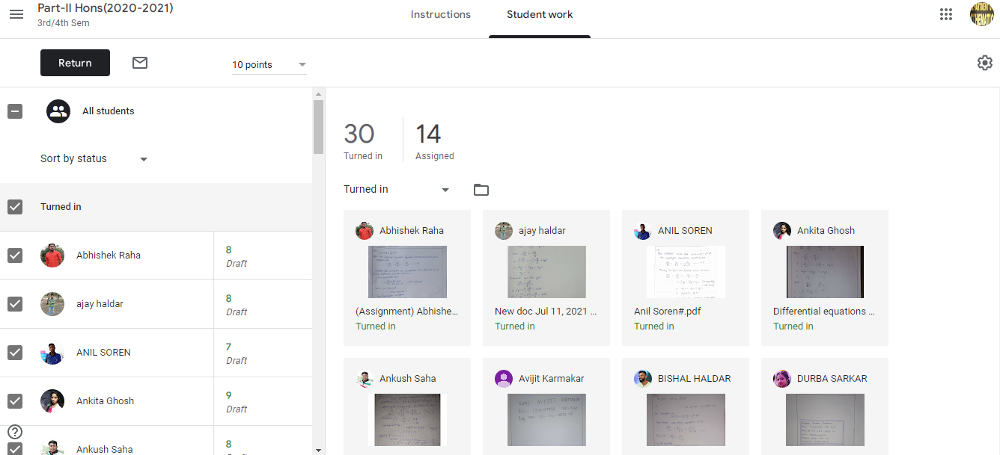 Part-II Hons(2020-2021)
3rd/4th Sem
Instructions
Student work
Return
10 points
All students
Sort by status
Turned in
Abhishek Raha
8
Draft
ajay haldar
8
Draft
ANIL SOREN
7
Draft
Ankita Ghosh
9
Draft
Ankush Saha
8
30
Turned in
14
Assigned
Turned in
Abhishek Raha
(Assignment) Abhishe...
Turned in
ajay haldar
New doc Jul 11, 2021 ...
Turned in
ANIL SOREN
Anil Soren#.pdf
Turned in
Ankita Ghosh
Differential equations ...
Turned in
Ankush Saha
Avijit Karmakar
NAME - AVIJIT KARMAKAR
BISHAL HALDAR
DURBA SARKAR